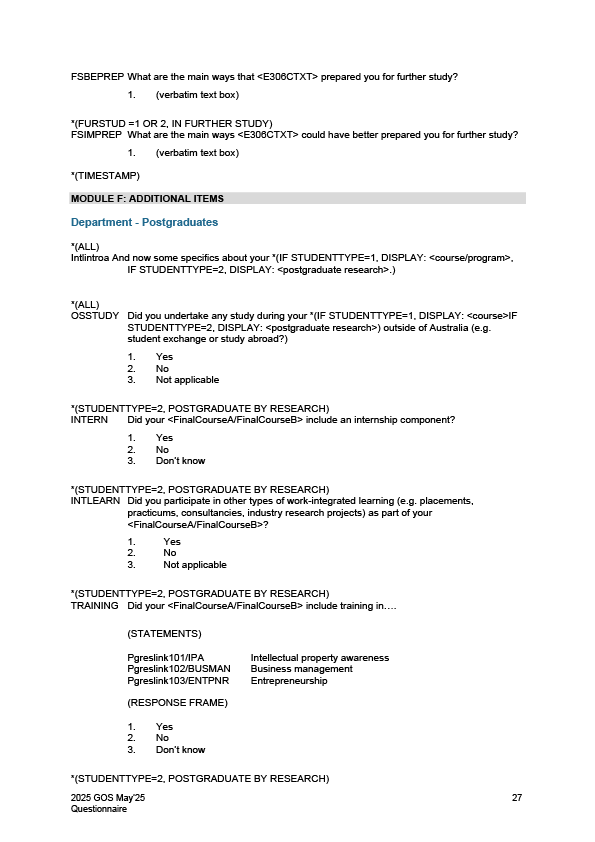 FSBEPREP What are the main ways that <E306CTXT> prepared you for further study?
1. (verbatim text box)
*(FURSTUD =1 OR 2, IN FURTHER STUDY)
FSIMPREP What are the main ways <E306CTXT> could have better prepared you for further study?
1. (verbatim text box)
*(TIMESTAMP)
MODULE F: ADDITIONAL ITEMS
Department - Postgraduates
*(ALL)
Intlintroa And now some specifics about your *(IF STUDENTTYPE=1, DISPLAY: <course/program>,
IF STUDENTTYPE=2, DISPLAY: <postgraduate research>.)
*(ALL)
OSSTUDY Did you undertake any study during your *(IF STUDENTTYPE=1, DISPLAY: <course>IF
STUDENTTYPE=2, DISPLAY: <postgraduate research>) outside of Australia (e.g.
student exchange or study abroad?)
1. Yes
2. No
3. Not applicable
*(STUDENTTYPE=2, POSTGRADUATE BY RESEARCH)
INTERN Did your <FinalCourseA/FinalCourseB> include an internship component?
1. Yes
2. No
3. Don't know
*(STUDENTTYPE=2, POSTGRADUATE BY RESEARCH)
INTLEARN Did you participate in other types of work-integrated learning (e.g. placements,
practicums, consultancies, industry research projects) as part of your
<FinalCourseA/FinalCourseB>?
1. Yes
2. No
3. Not applicable
*(STUDENTTYPE=2, POSTGRADUATE BY RESEARCH)
TRAINING Did your <FinalCourseA/FinalCourseB> include training in….
(STATEMENTS)
Pgreslink101/IPA Intellectual property awareness
Pgreslink102/BUSMAN Business management
Pgreslink103/ENTPNR Entrepreneurship
(RESPONSE FRAME)
1. Yes
2. No
3. Don't know
*(STUDENTTYPE=2, POSTGRADUATE BY RESEARCH)
2025 GOS May'25 27
Questionnaire